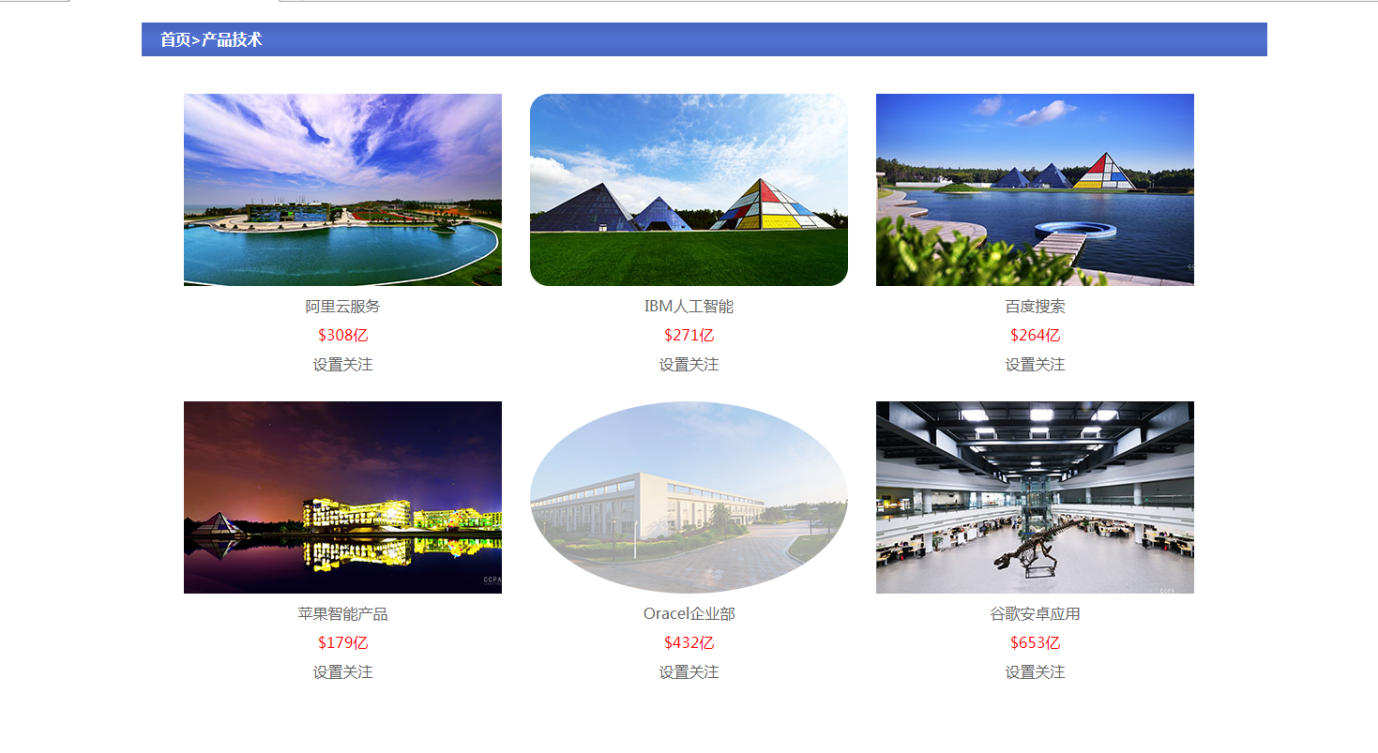 首页>产品技术
阿里云服务
IBM人工智能
百度搜索
$308亿
$271亿
$264亿
设置关注
设置关注
设置关注
CCPA
CCPA
苹果智能产品
Oracel企业部
谷歌安卓应用
$179亿
$432亿
$653亿
设置关注
设置关注
设置关注